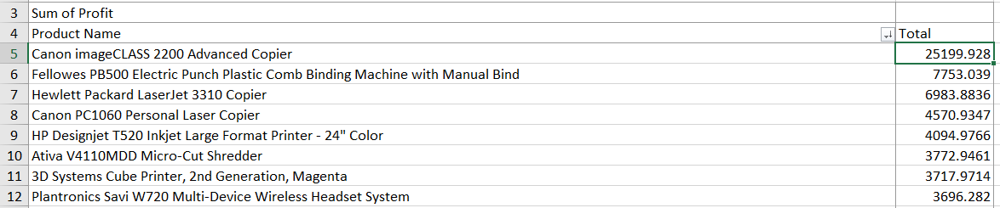 3 Sum of Profit
4 Product Name Total
5 Canon imageCLASS 2200 Advanced Copier 25199.928
6 Fellowes PB500 Electric Punch Plastic Comb Binding Machine with Manual Bind 7753.039
7 Hewlett Packard LaserJet 3310 Copier 6983.8836
8 Canon PC1060 Personal Laser Copier 4570.9347
9 HP Designjet T520 Inkjet Large Format Printer - 24" Color 4094.9766
10 Ativa V4110MDD Micro-Cut Shredder 3772.9461
11 3D Systems Cube Printer, 2nd Generation, Magenta 3717.9714
12 Plantronics Savi W720 Multi-Device Wireless Headset System 3696.282